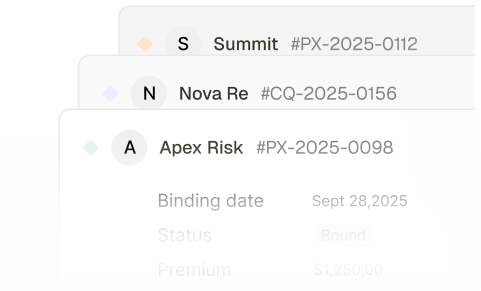 S Summit #PX-2025-0112
N Nova Re #CQ-2025-0156
A Apex Risk #PX-2025-0098
Binding date Sept 28,2025
Status Bound
Premium $1,250,00